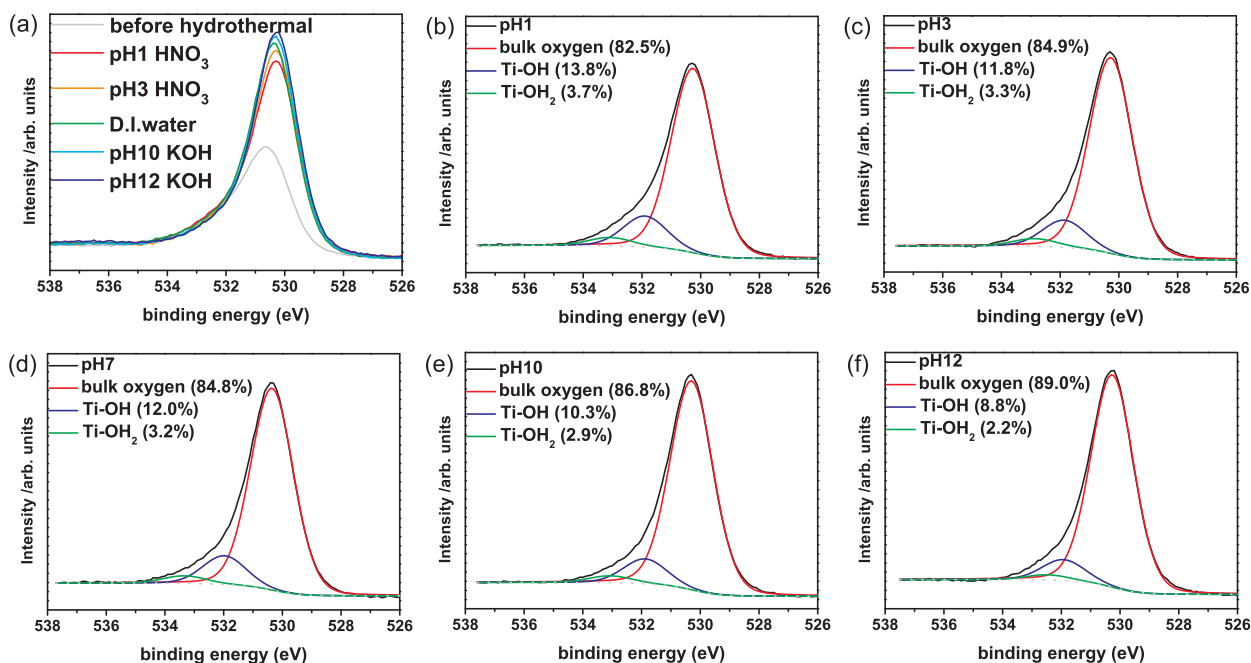 (a)
before hydrothermal
pH1 HNO3
pH3 HNO3
D.I.water
pH10 KOH
pH12 KOH
Intensity /arb. units
538 536 534 532 530 528 526
binding energy (eV)
(b)
pH1
bulk oxygen (82.5%)
Ti-OH (13.8%)
Ti-OH2 (3.7%)
Intensity /arb. units
538 536 534 532 530 528 526
binding energy (eV)
(c)
pH3
bulk oxygen (84.9%)
Ti-OH (11.8%)
Ti-OH2 (3.3%)
Intensity /arb. units
538 536 534 532 530 528 526
binding energy (eV)
(d)
pH7
bulk oxygen (84.8%)
Ti-OH (12.0%)
Ti-OH2 (3.2%)
Intensity /arb. units
538 536 534 532 530 528 526
binding energy (eV)
(e)
pH10
bulk oxygen (86.8%)
Ti-OH (10.3%)
Ti-OH2 (2.9%)
Intensity /arb. units
538 536 534 532 530 528 526
binding energy (eV)
(f)
pH12
bulk oxygen (89.0%)
Ti-OH (8.8%)
Ti-OH2 (2.2%)
Intensity /arb. units
538 536 534 532 530 528 526
binding energy (eV)